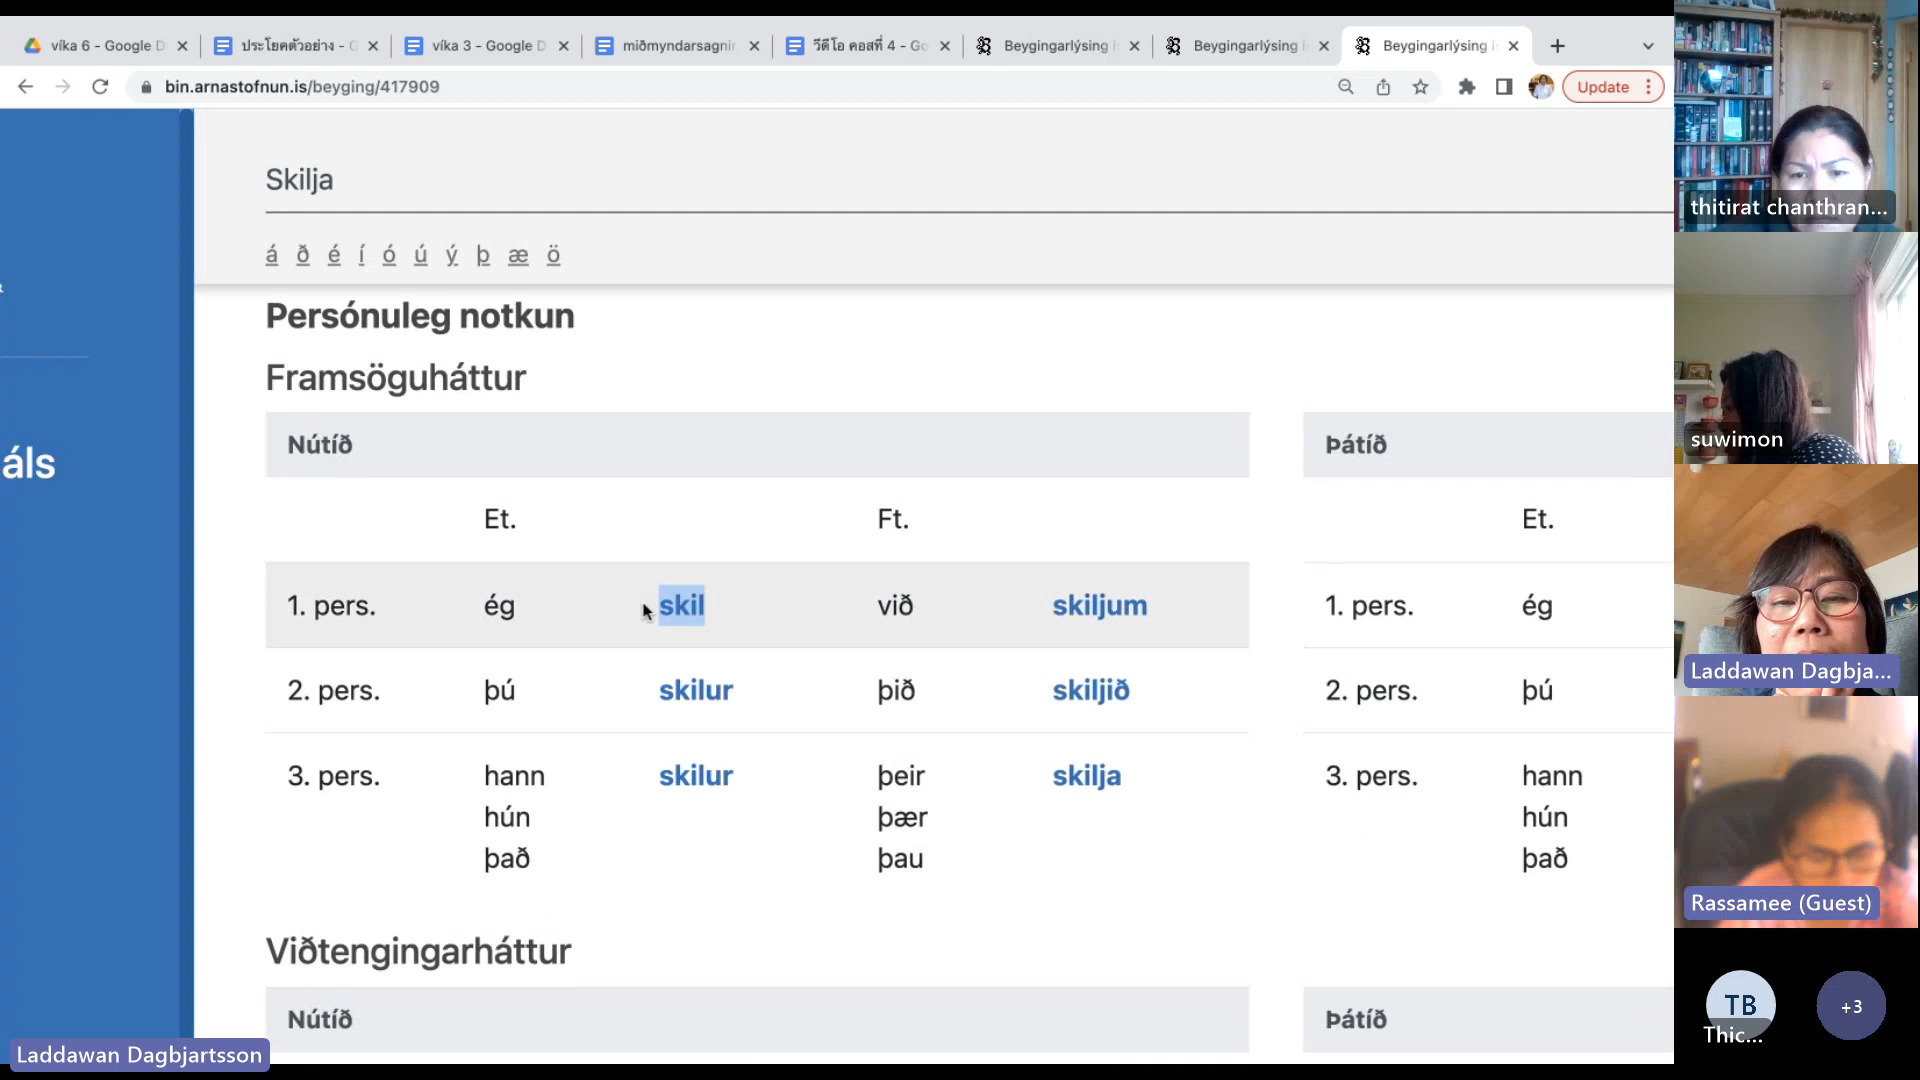 víka 6 - Google D
ประโยคตัวอย่าง - G
víka 3 - Google D
miðmyndarsagnir
วีดีโอ คอสที่ 4 - Go
Beygingarlýsing í
Beygingarlýsing í
Beygingarlýsing í
bin.arnastofnun.is/beyging/417909
Update
Skilja
á ð é í ó ú ý þ æ ö
áls
Persónuleg notkun
Framsöguháttur
Nútíð
Þátíð
Et. Ft. Et.
1. pers. ég skil við skiljum 1. pers. ég
2. pers. þú skilur þið skiljið 2. pers. þú
3. pers. hann skilur þeir skilja 3. pers. hann
hún þær hún
það þau það
Viðtengingarháttur
Nútíð
Þátíð
Laddawan Dagbjartsson
thitirat chanthran...
suwimon
Laddawan Dagbja...
Rassamee (Guest)
TB
Thic...
+3